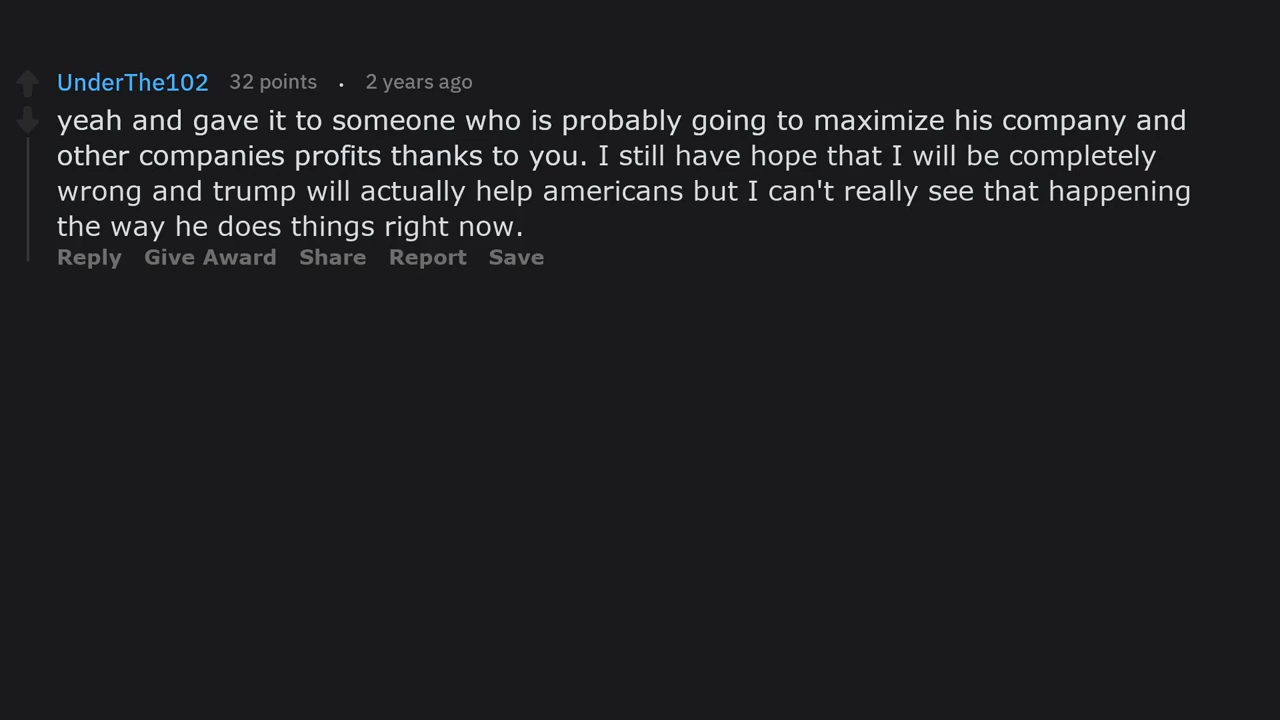 UnderThe102 32 points . 2 years ago
yeah and gave it to someone who is probably going to maximize his company and
other companies profits thanks to you. I still have hope that I will be completely
wrong and trump will actually help americans but I can't really see that happening
the way he does things right now.
Reply Give Award Share Report Save